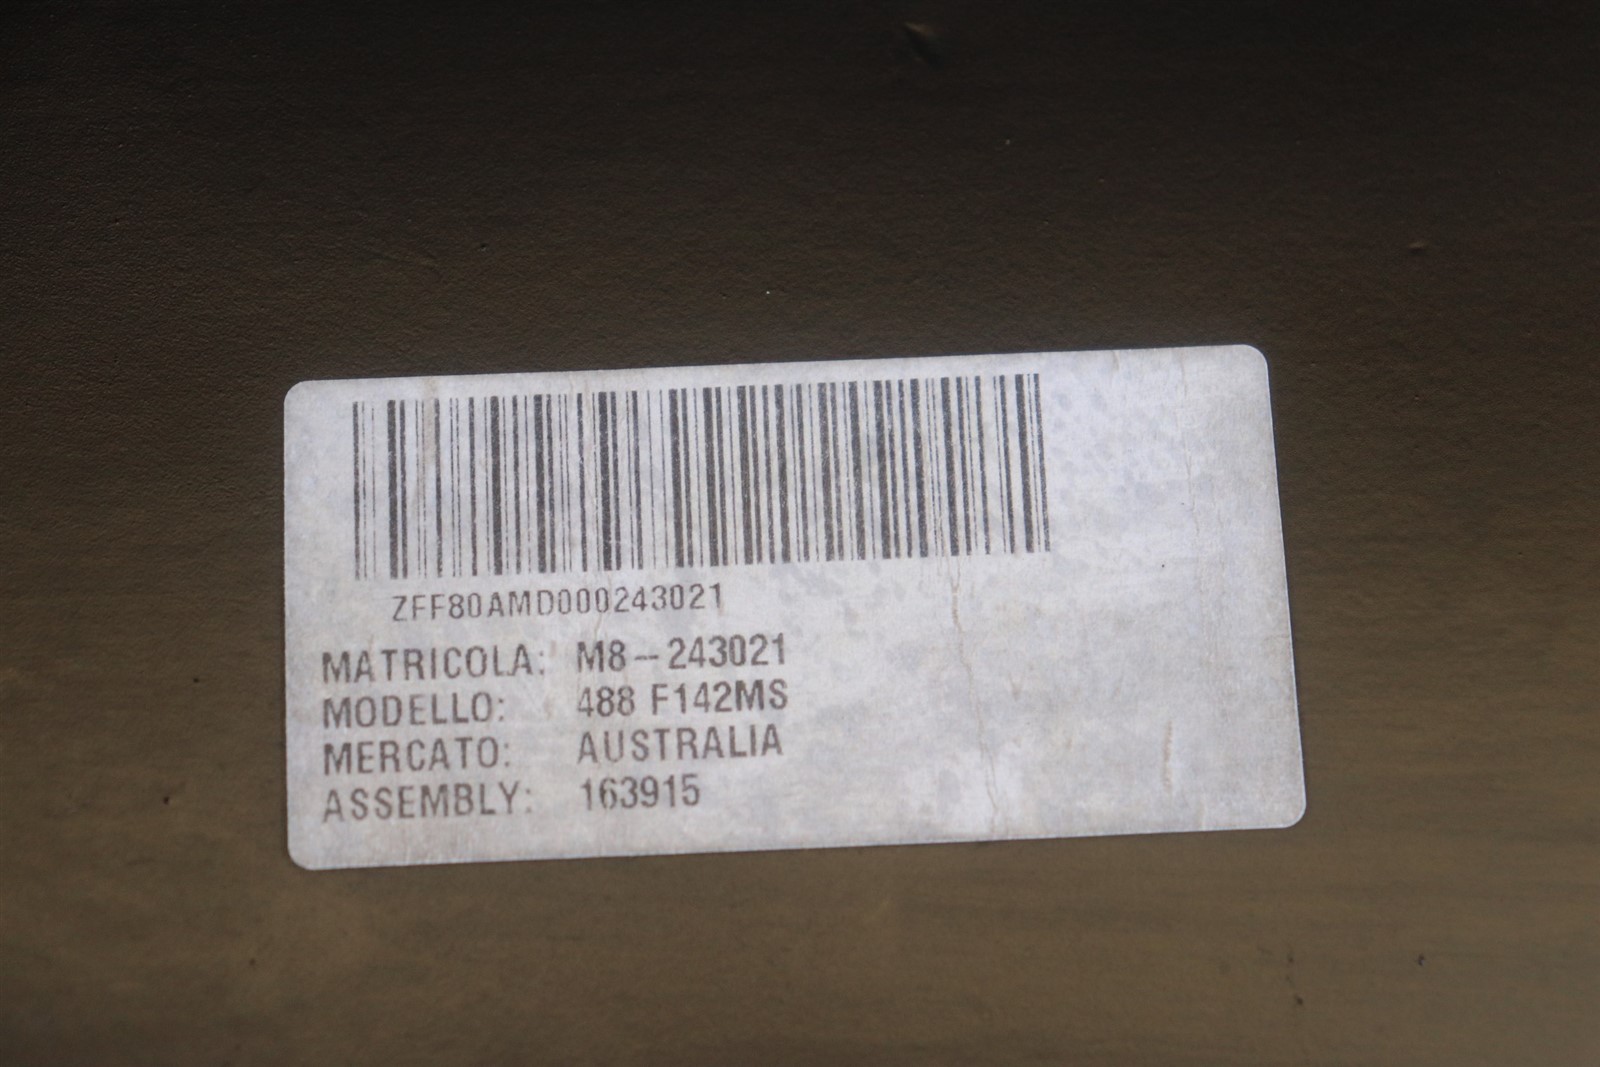 ZFF80AMD000243021
MATRICOLA: M8-243021
MODELLO: 488 F142MS
MERCATO: AUSTRALIA
ASSEMBLY: 163915